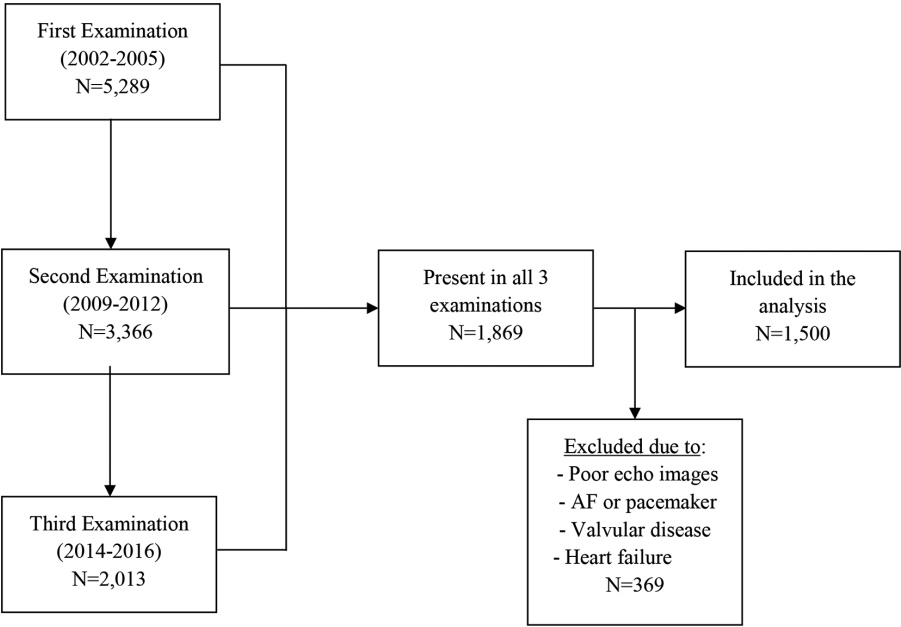 First Examination
(2002-2005)
N=5,289
Second Examination
(2009-2012)
N=3,366
Third Examination
(2014-2016)
N=2,013
Present in all 3
examinations
N=1,869
Included in the
analysis
N=1,500
Excluded due to:
- Poor echo images
- AF or pacemaker
- Valvular disease
- Heart failure
N=369